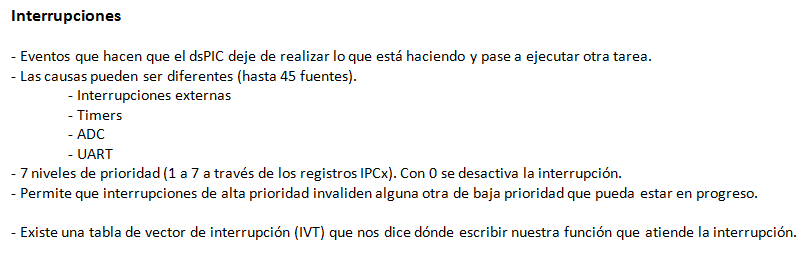 Interrupciones
- Eventos que hacen que el dsPIC deje de realizar lo que está haciendo y pase a ejecutar otra tarea.
- Las causas pueden ser diferentes (hasta 45 fuentes).
- Interrupciones externas
- Timers
- ADC
- UART
- 7 niveles de prioridad (1 a 7 a través de los registros IPCx). Con 0 se desactiva la interrupción.
- Permite que interrupciones de alta prioridad invaliden alguna otra de baja prioridad que pueda estar en progreso.
- Existe una tabla de vector de interrupción (IVT) que nos dice dónde escribir nuestra función que atiende la interrupción.